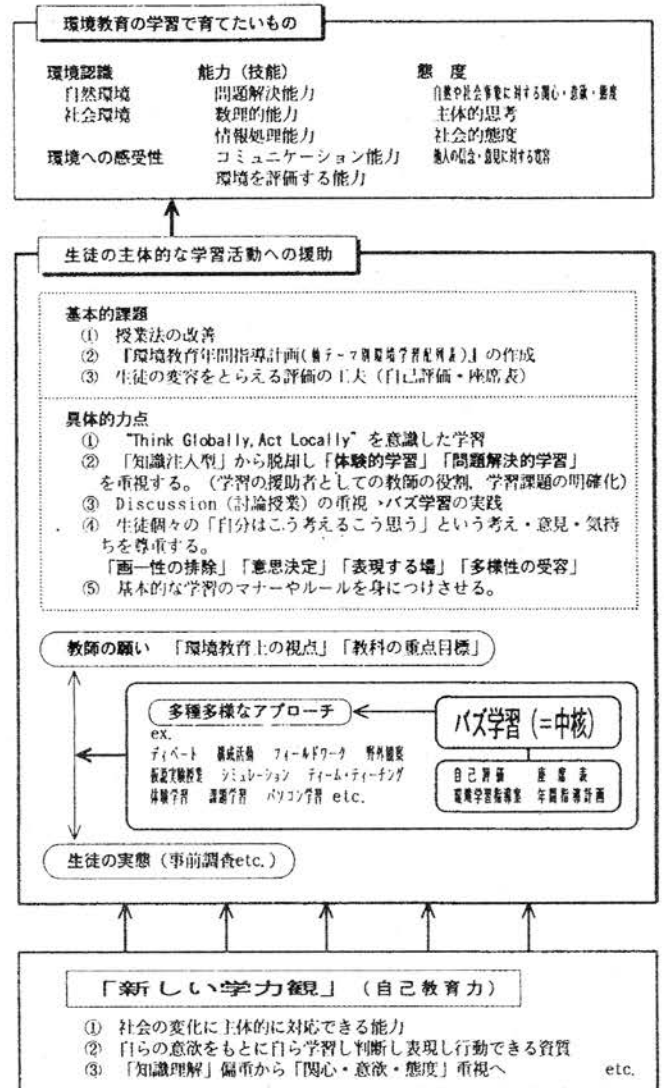 環境教育の学習で育てたいもの
環境認識 能力(技能) 態 度
自然環境 問題解決能力 自然や社会事象に対する関心・意欲・態度
社会環境 数理的能力 主体的思考
情報処理能力 社会的態度
環境への感受性 コミュニケーション能力 他人の信念・意見に対する寛容
環境を評価する能力
生徒の主体的な学習活動への援助
基本的課題
① 授業法の改善
② 『環境教育年間指導計画(軸テーマ別環境学習配列表)』の作成
③ 生徒の変容をとらえる評価の工夫(自己評価・座席表)
具体的力点
① "Think Globally,Act Locally"を意識した学習
② 「知識注入型」から脱却し「体験的学習」「問題解決的学習」
を重視する。(学習の援助者としての教師の役割、学習課題の明確化)
③ Discussion(討論授業)の重視→バズ学習の実践
④ 生徒個々の「自分はこう考えるこう思う」という考え・意見・気持
ちを尊重する。
「画一性の排除」「意思決定」「表現する場」「多様性の受容」
⑤ 基本的な学習のマナーやルールを身につけさせる。
教師の願い 「環境教育上の視点」「教科の重点目標」
多種多様なアプローチ
ex.
ディベート 構成活動 フィールドワーク 野外観察
仮説実験授業 シミュレーション ティーム・ティーチング
体験学習 課題学習 パソコン学習 etc.
バズ学習(=中核)
自己評価 座席表
環境学習指導案 年間指導計画
生徒の実態(事前調査etc.)
「新しい学力観」(自己教育力)
① 社会の変化に主体的に対応できる能力
② 自らの意欲をもとに自ら学習し判断し表現し行動できる資質
③ 「知識理解」偏重から「関心・意欲・態度」重視へ etc.